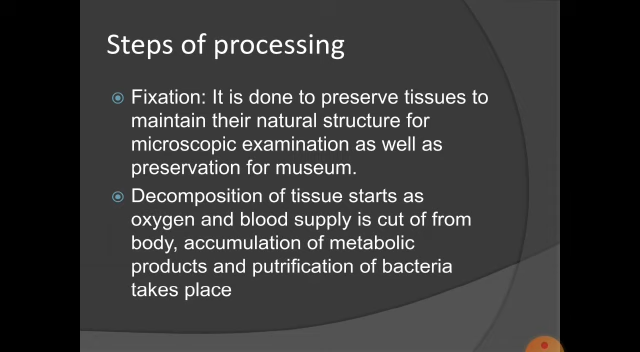 Steps of processing
Fixation: It is done to preserve tissues to
maintain their natural structure for
microscopic examination as well as
preservation for museum.
Decomposition of tissue starts as
oxygen and blood supply is cut of from
body, accumulation of metabolic
products and putrification of bacteria
takes place